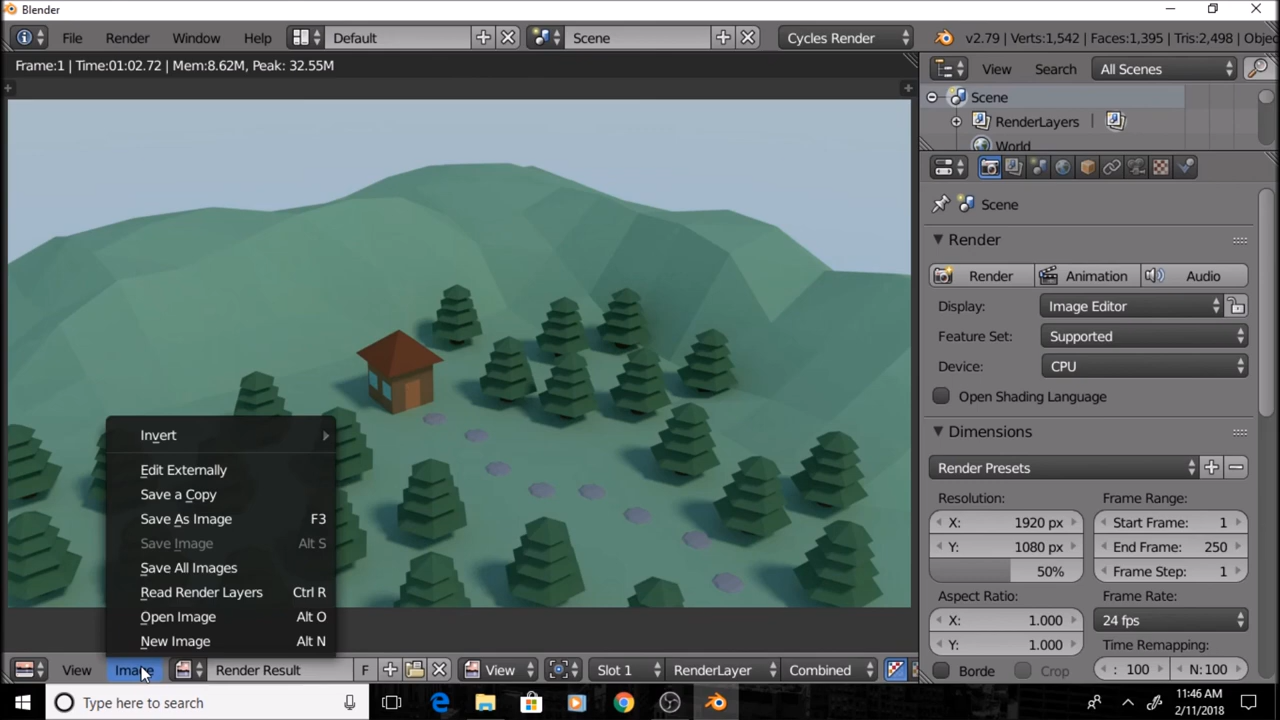 Blender
File Render Window Help Default Scene Cycles Render v2.79 | Verts:1,542 | Faces:1,395 | Tris:2,498 | Objec
Frame:1 | Time:01:02.72 | Mem:8.62M, Peak: 32.55M
View Search All Scenes
Scene
RenderLayers
World
Scene
Render
Render Animation Audio
Display: Image Editor
Feature Set: Supported
Device: CPU
Open Shading Language
Dimensions
Render Presets
Resolution: Frame Range:
X: 1920 px Start Frame: 1
Y: 1080 px End Frame: 250
50% Frame Step: 1
Aspect Ratio: Frame Rate:
X: 1.000 24 fps
Y: 1.000 Time Remapping:
Borde Crop : 100 N: 100
Invert
Edit Externally
Save a Copy
Save As Image F3
Save Image Alt S
Save All Images
Read Render Layers Ctrl R
Open Image Alt O
New Image Alt N
View Image Render Result F View Slot 1 RenderLayer Combined
Type here to search
11:46 AM
2/11/2018